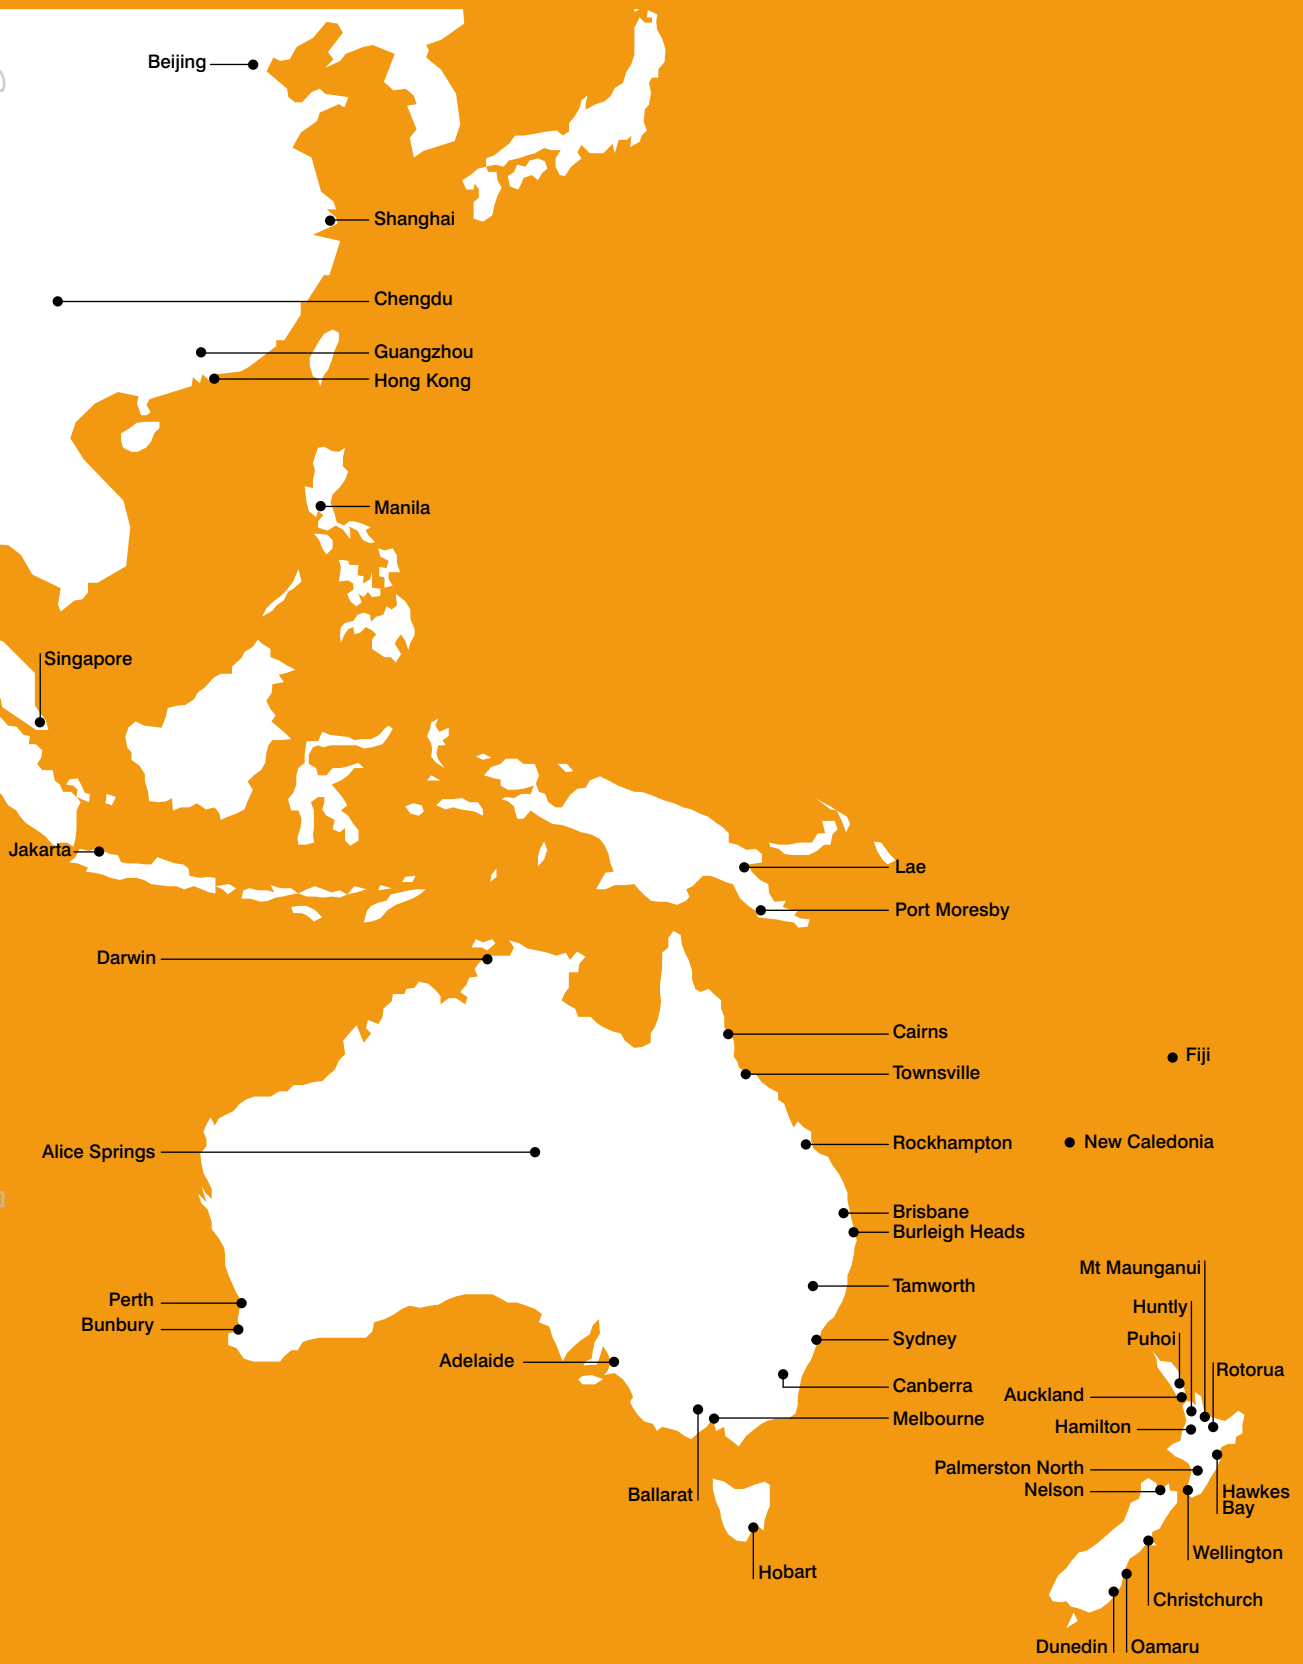 Beijing
Shanghai
Chengdu
Guangzhou
Hong Kong
Manila
Singapore
Jakarta
Lae
Port Moresby
Darwin
Cairns
Fiji
Townsville
Alice Springs
Rockhampton
New Caledonia
Brisbane
Burleigh Heads
Mt Maunganui
Tamworth
Perth
Huntly
Bunbury
Puhoi
Sydney
Adelaide
Rotorua
Canberra
Auckland
Melbourne
Hamilton
Palmerston North
Nelson
Hawkes
Bay
Ballarat
Wellington
Hobart
Christchurch
Dunedin
Oamaru